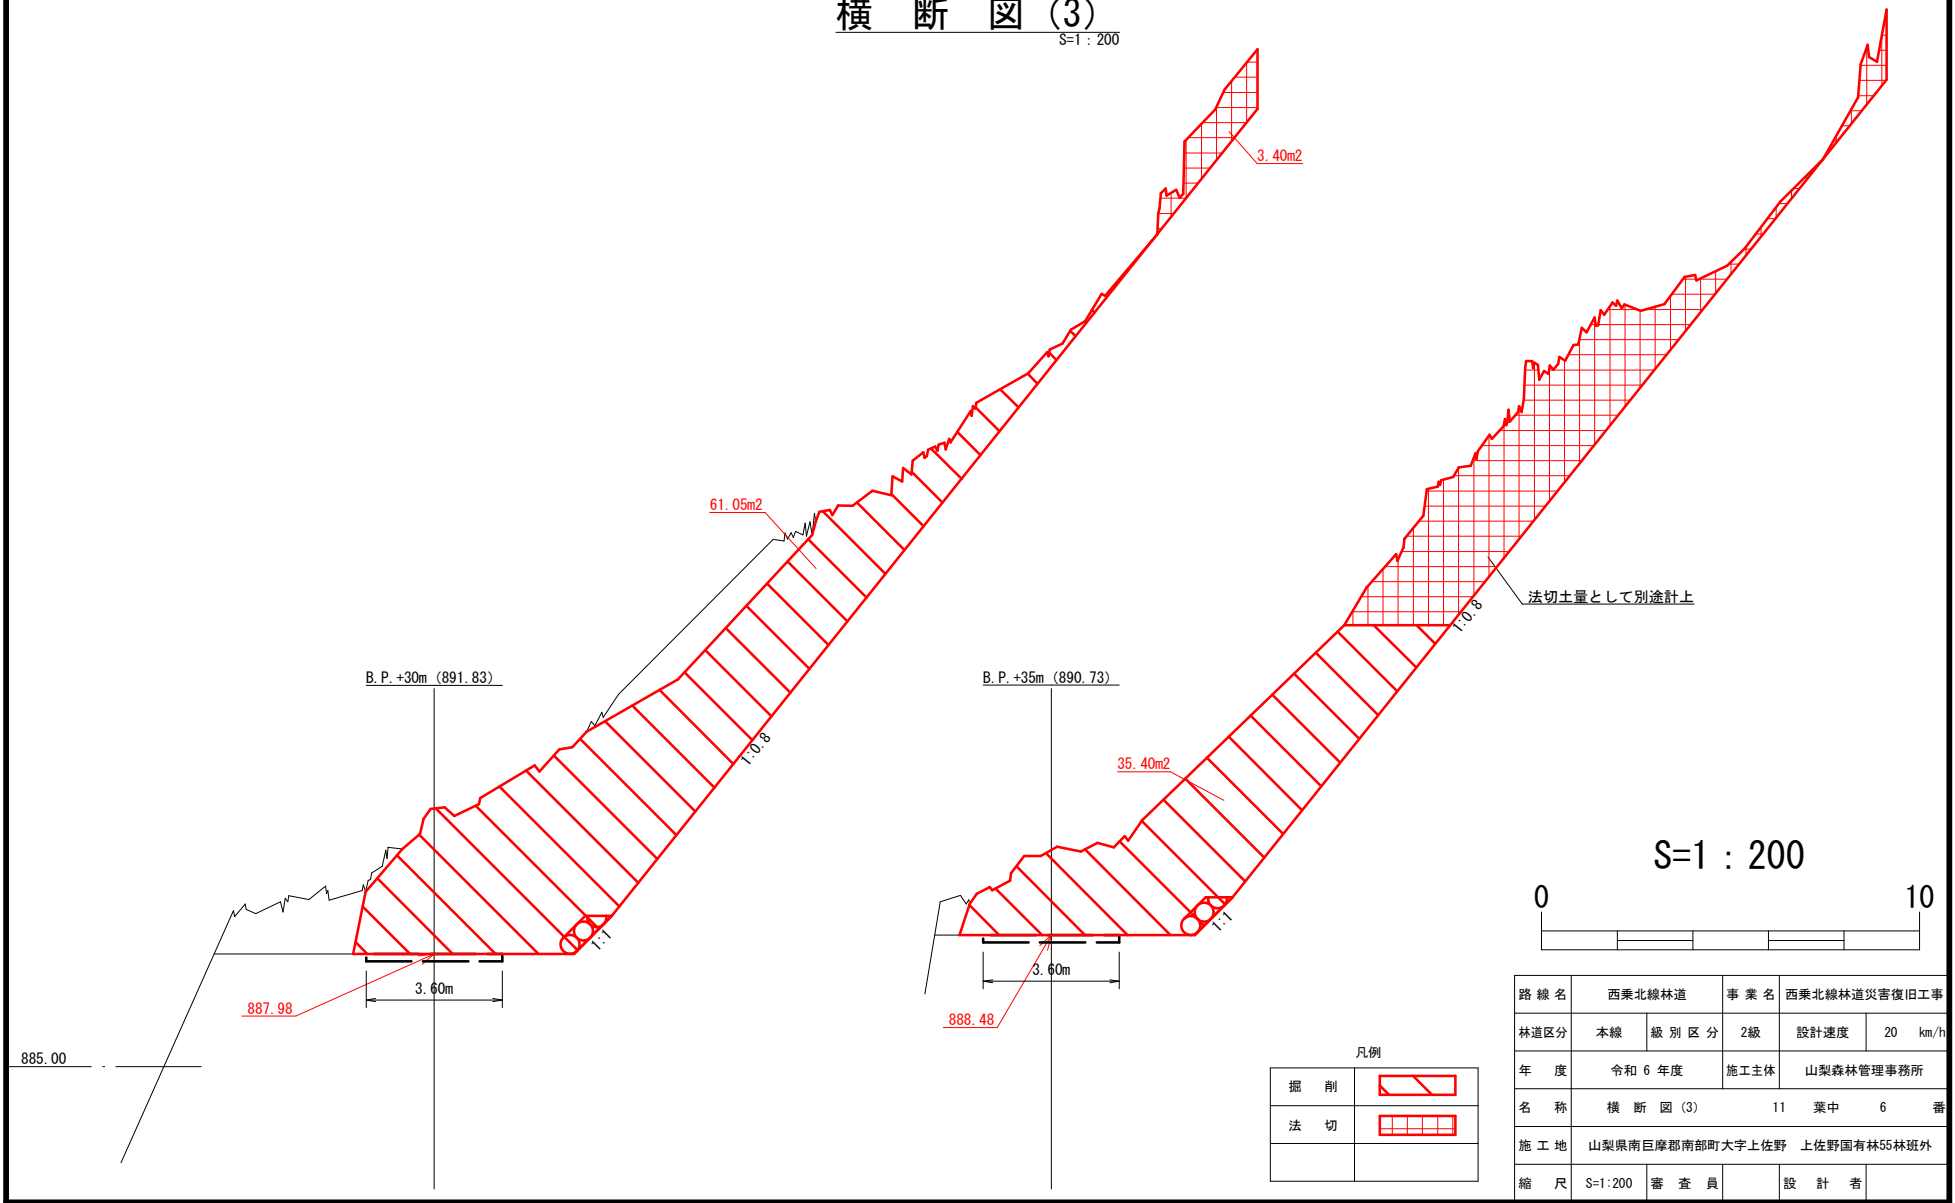 横 断 図 (3)
S=1 : 200
3.40m2
61.05m2
法切土量として別途計上
1:0.8
B.P.+30m (891.83)
B.P.+35m (890.73)
1:0.8
35.40m2
S=1 : 200
0 10
1:1
1:1
3.60m
3.60m
887.98
888.48
885.00
凡例
掘 削
法 切
路 線 名 西乗北線林道 事 業 名 西乗北線林道災害復旧工事
林道区分 本線 級 別 区 分 2級 設計速度 20 km/h
年 度 令和 6 年度 施工主体 山梨森林管理事務所
名 称 横 断 図 (3) 11 葉中 6 番
施 工 地 山梨県南巨摩郡南部町大字上佐野 上佐野国有林55林班外
縮 尺 S=1:200 審 査 員 設 計 者